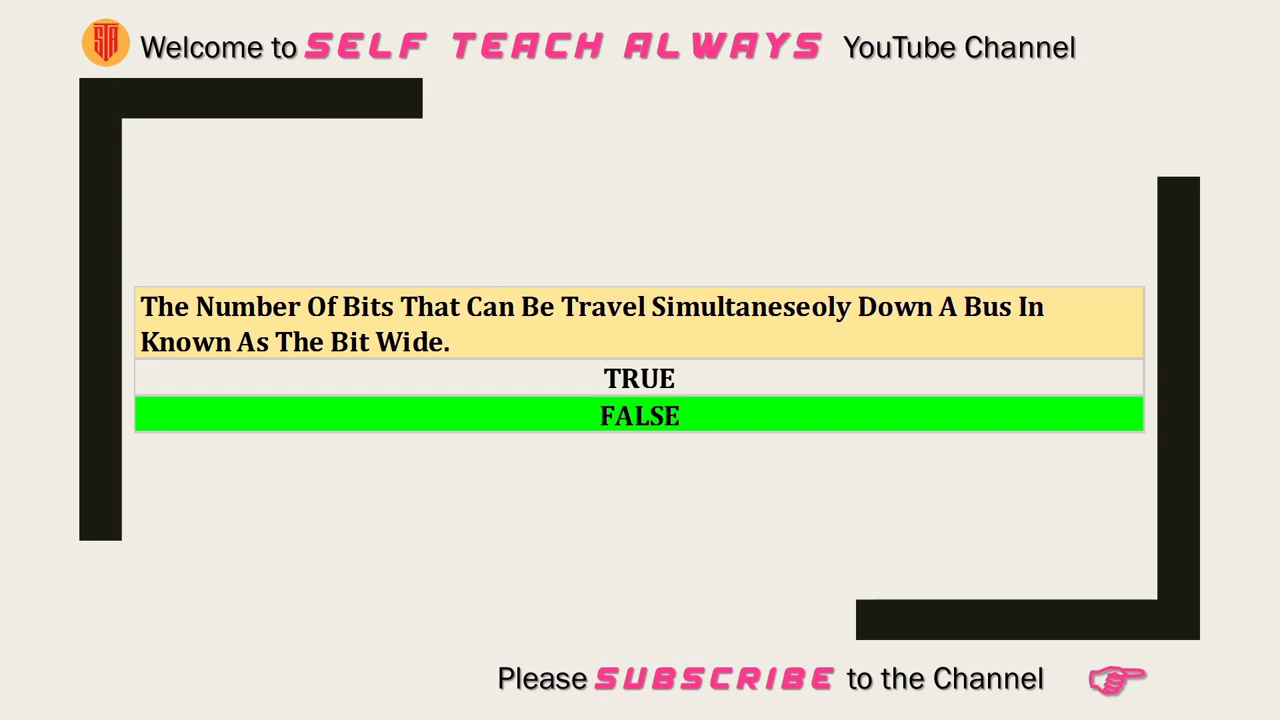 Welcome to SELF TEACH ALWAYS YouTube Channel
The Number Of Bits That Can Be Travel Simultaneseoly Down A Bus In
Known As The Bit Wide.
TRUE
FALSE
Please SUBSCRIBE to the Channel